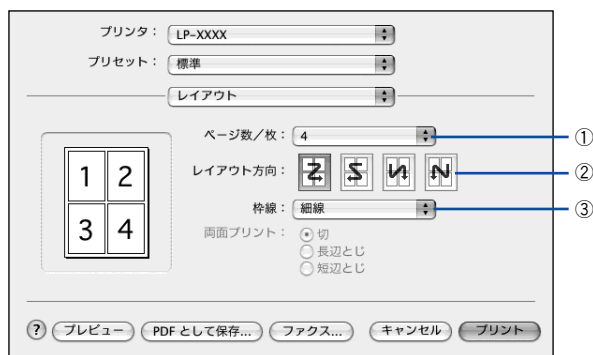 プリンタ： LP-XXXX
プリセット： 標準
レイアウト
ページ数／枚： 4 ①
レイアウト方向： ②
枠線： 細線 ③
両面プリント： 切
長辺とじ
短辺とじ
1 2
3 4
? プレビュー PDF として保存... ファクス... キャンセル プリント